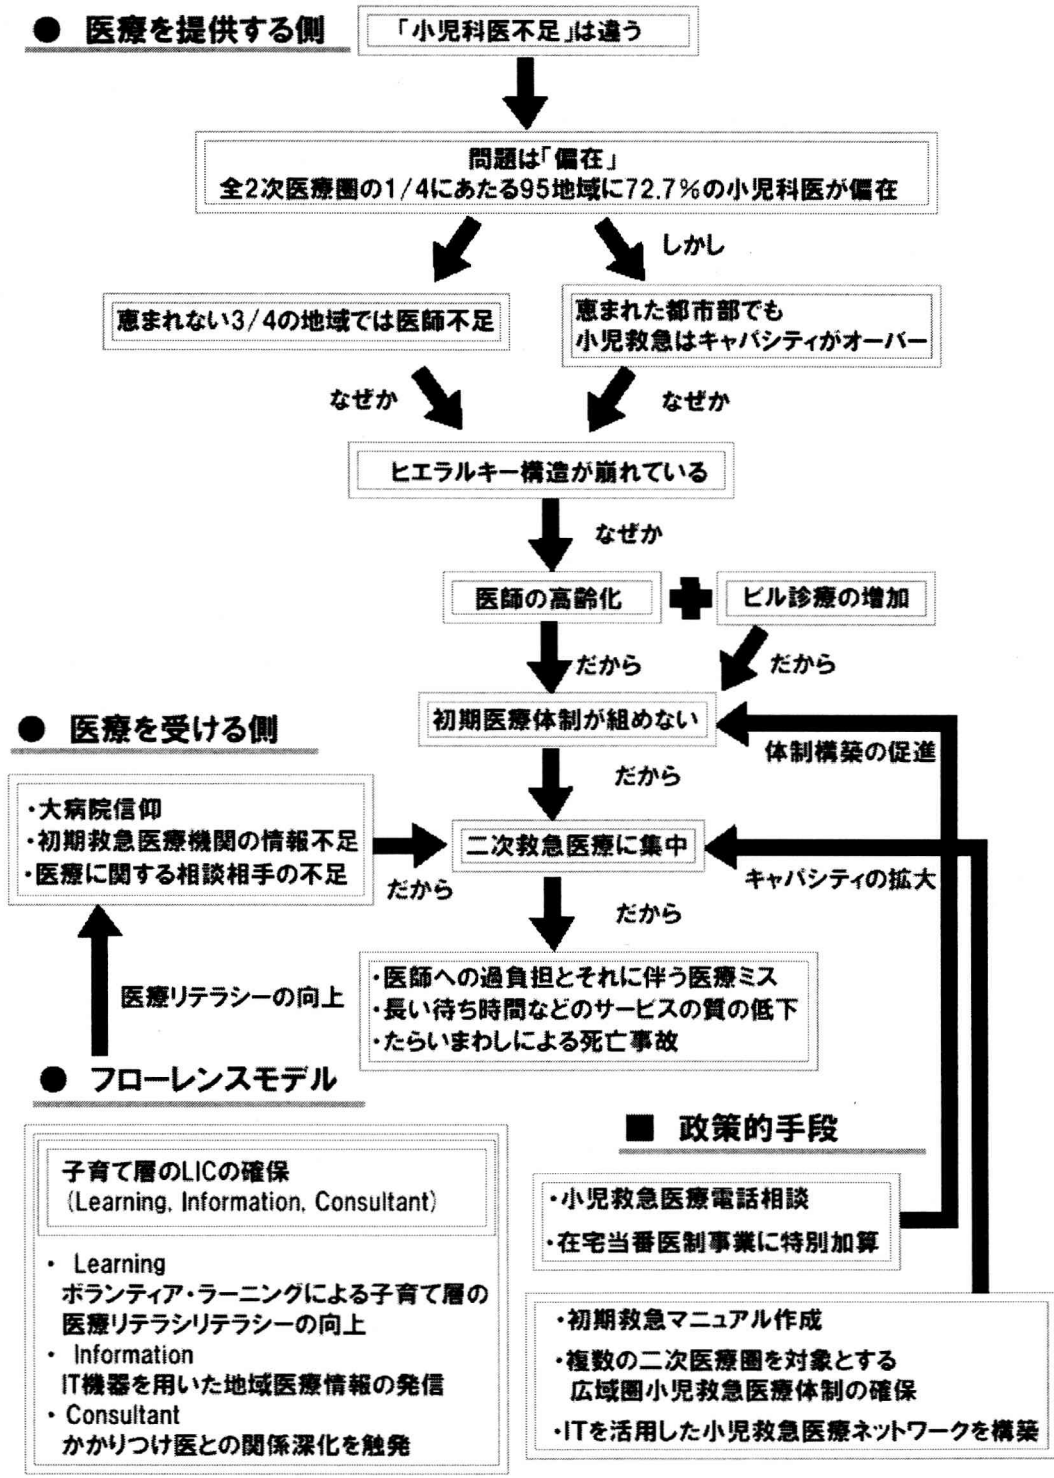 ● 医療を提供する側
「小児科医不足」は違う
問題は「偏在」
全2次医療圏の1/4にあたる95地域に72.7%の小児科医が偏在
しかし
恵まれない3/4の地域では医師不足
恵まれた都市部でも
小児救急はキャパシティがオーバー
なぜか
なぜか
ヒエラルキー構造が崩れている
なぜか
医師の高齢化
ビル診療の増加
だから
だから
初期医療体制が組めない
体制構築の促進
だから
● 医療を受ける側
・大病院信仰
・初期救急医療機関の情報不足
・医療に関する相談相手の不足
だから
二次救急医療に集中
キャパシティの拡大
だから
・医師への過負担とそれに伴う医療ミス
・長い待ち時間などのサービスの質の低下
・たらいまわしによる死亡事故
医療リテラシーの向上
● フローレンスモデル
子育て層のLICの確保
(Learning, Information, Consultant)
・ Learning
ボランティア・ラーニングによる子育て層の
医療リテラシリテラシーの向上
・ Information
IT機器を用いた地域医療情報の発信
・ Consultant
かかりつけ医との関係深化を触発
■ 政策的手段
・小児救急医療電話相談
・在宅当番医制事業に特別加算
・初期救急マニュアル作成
・複数の二次医療圏を対象とする
広域圏小児救急医療体制の確保
・ITを活用した小児救急医療ネットワークを構築